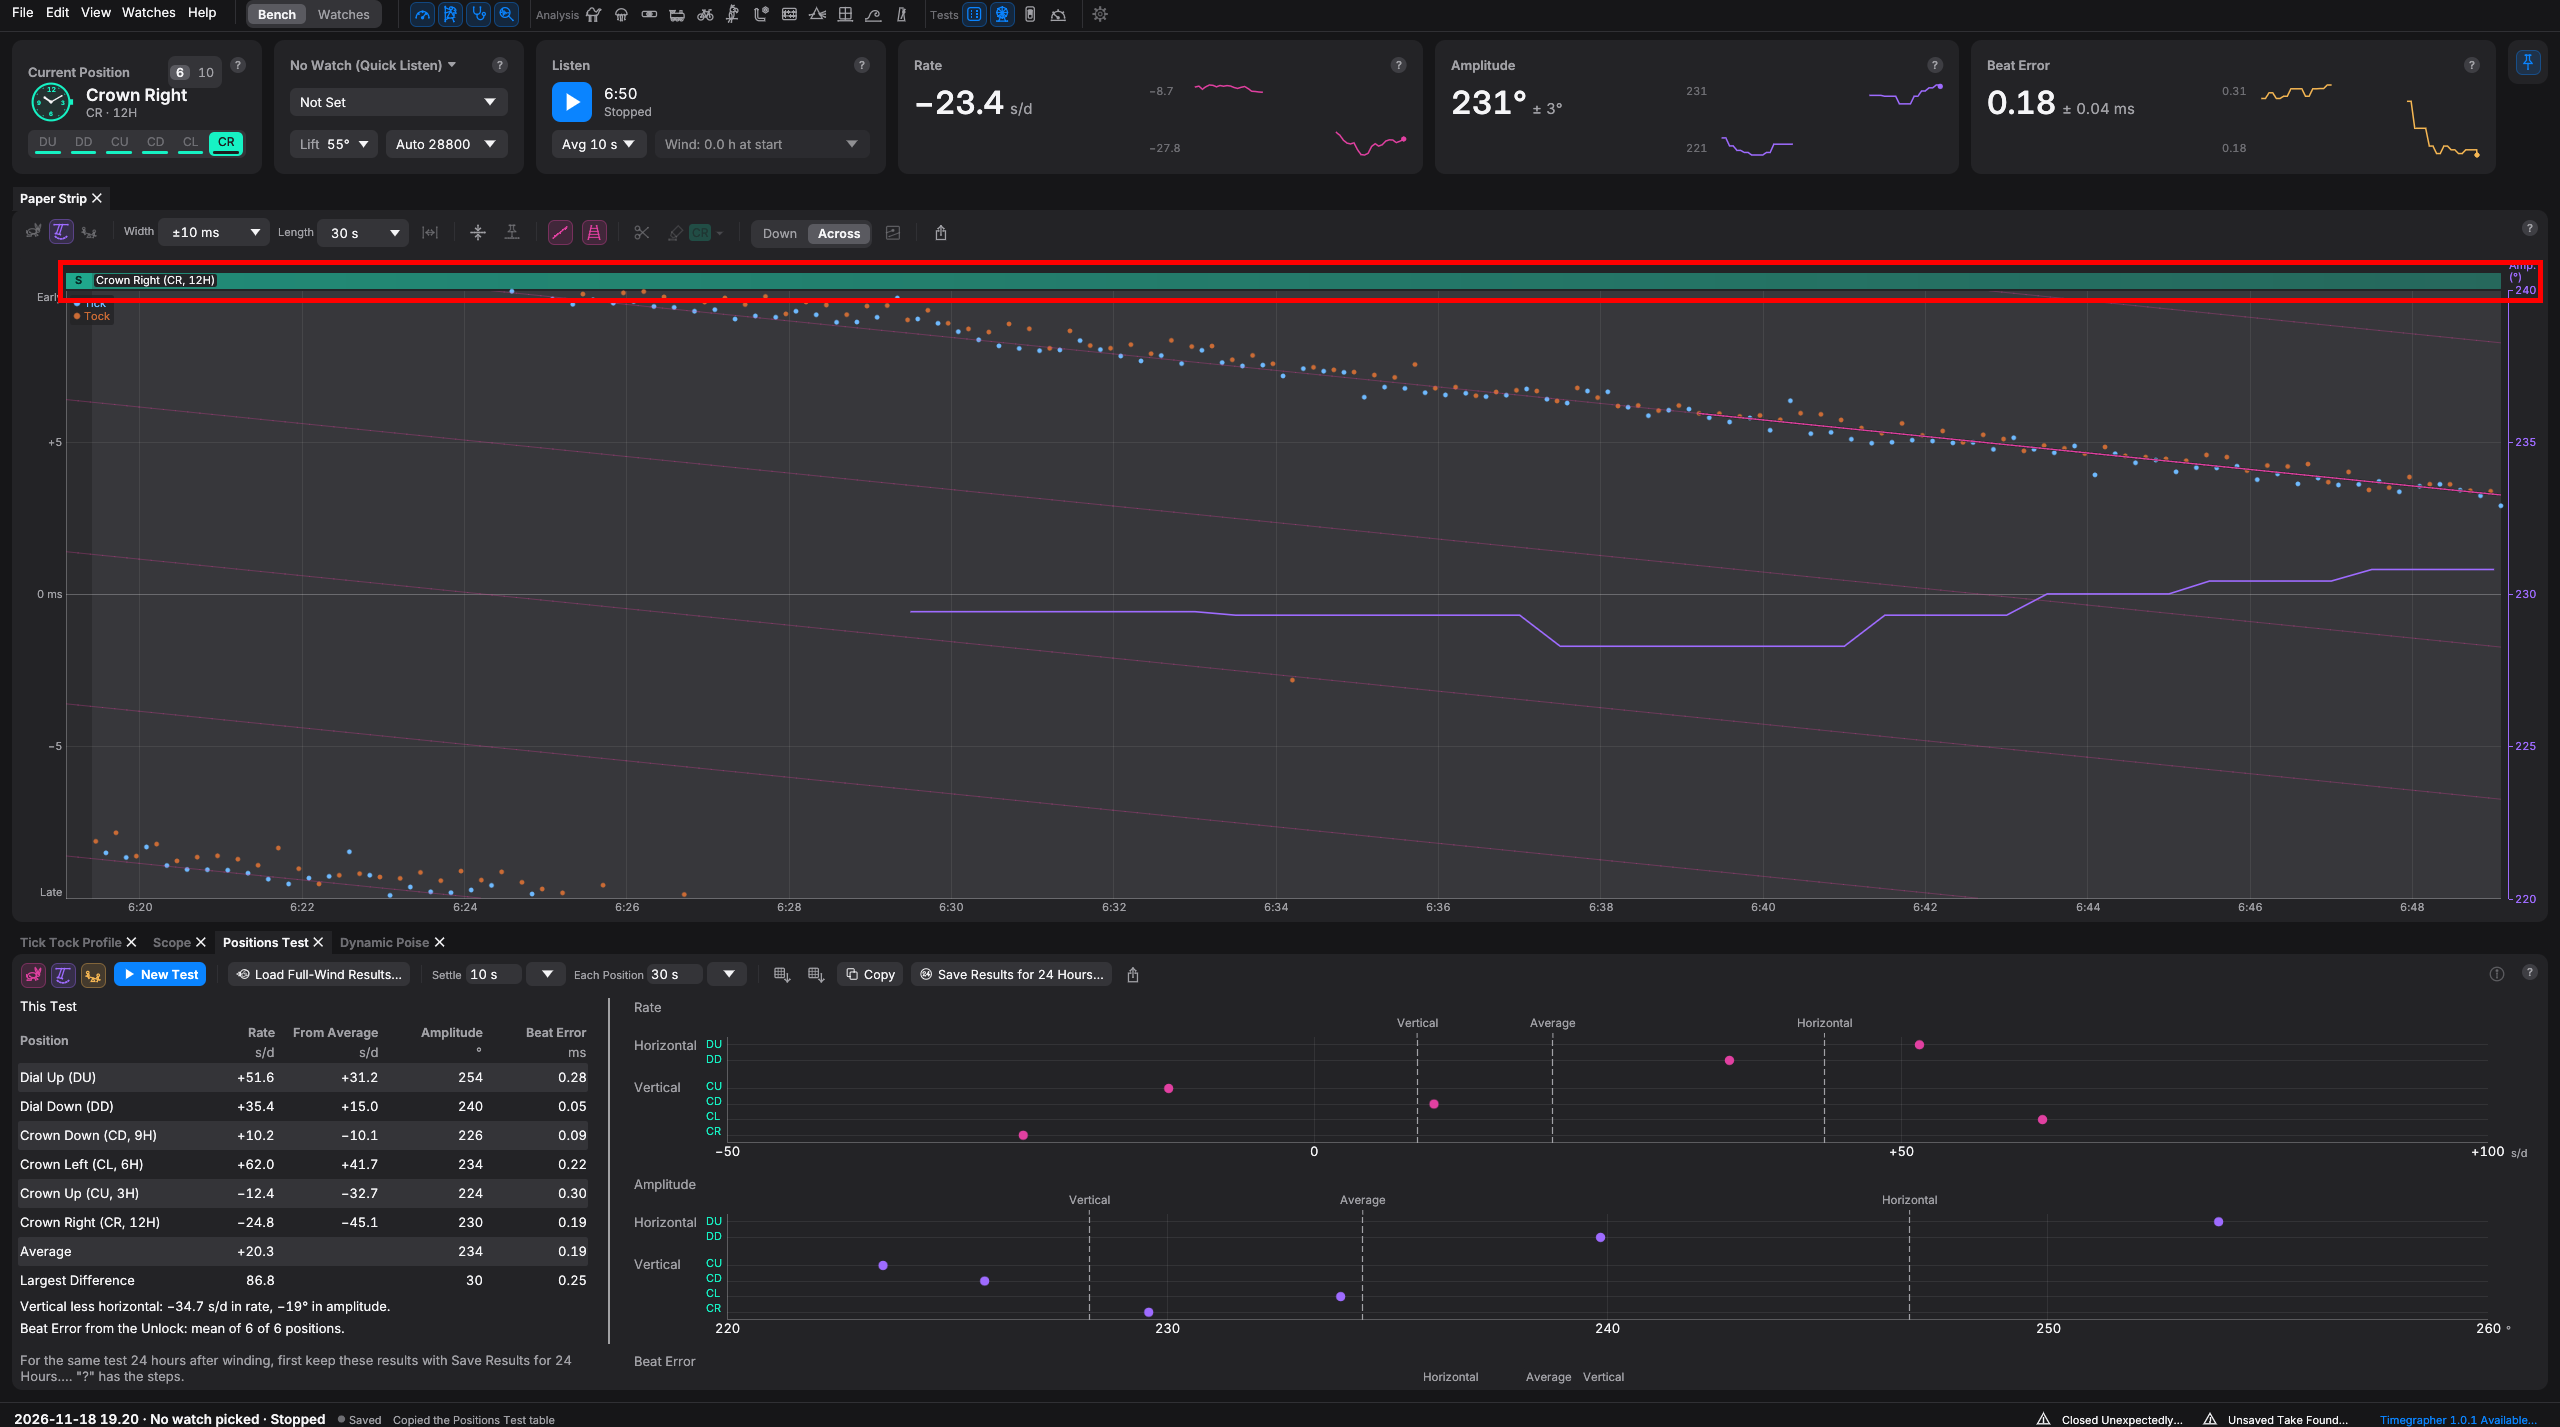 File Edit View Watches Help Bench Watches Analysis Tests
Current Position 6 10 ?
Crown Right
CR · 12H
DU DD CU CD CL CR
No Watch (Quick Listen) ?
Not Set
Lift 55° Auto 28800
Listen ?
6:50
Stopped
Avg 10 s Wind: 0.0 h at start
Rate ?
−23.4 s/d
−8.7
−27.8
Amplitude ?
231° ± 3°
231
221
Beat Error ?
0.18 ± 0.04 ms
0.31
0.18
Paper Strip
Width ±10 ms Length 30 s CR Down Across ?
S Crown Right (CR, 12H)
Amp.
(°)
Early
Tick
Tock
+5
0 ms
−5
Late
240
235
230
225
220
6:20 6:22 6:24 6:26 6:28 6:30 6:32 6:34 6:36 6:38 6:40 6:42 6:44 6:46 6:48
Tick Tock Profile Scope Positions Test Dynamic Poise
New Test Load Full-Wind Results... Settle 10 s Each Position 30 s Copy Save Results for 24 Hours... ?
This Test
Position Rate From Average Amplitude Beat Error
s/d s/d ° ms
Dial Up (DU) +51.6 +31.2 254 0.28
Dial Down (DD) +35.4 +15.0 240 0.05
Crown Down (CD, 9H) +10.2 −10.1 226 0.09
Crown Left (CL, 6H) +62.0 +41.7 234 0.22
Crown Up (CU, 3H) −12.4 −32.7 224 0.30
Crown Right (CR, 12H) −24.8 −45.1 230 0.19
Average +20.3 234 0.19
Largest Difference 86.8 30 0.25
Vertical less horizontal: −34.7 s/d in rate, −19° in amplitude.
Beat Error from the Unlock: mean of 6 of 6 positions.
For the same test 24 hours after winding, first keep these results with Save Results for 24
Hours.... "?" has the steps.
Rate
Vertical Average Horizontal
Horizontal DU
DD
Vertical CU
CD
CL
CR
−50 0 +50 +100 s/d
Amplitude
Vertical Average Horizontal
Horizontal DU
DD
Vertical CU
CD
CL
CR
220 230 240 250 260 °
Beat Error
Horizontal Average Vertical
2026-11-18 19.20 · No watch picked · Stopped Saved Copied the Positions Test table Closed Unexpectedly... Unsaved Take Found... Timegrapher 1.0.1 Available...